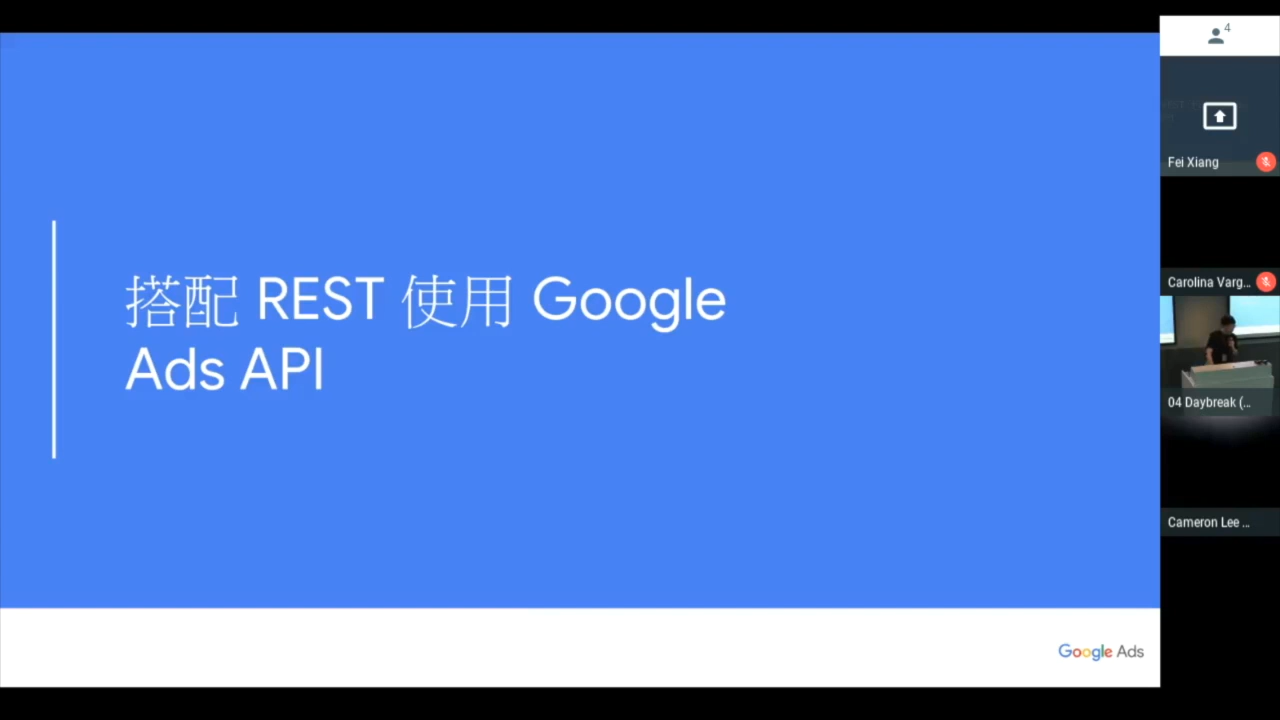 搭配 REST 使用 Google
Ads API
Google Ads
4
Fei Xiang
Carolina Varg...
04 Daybreak (...
Cameron Lee ...